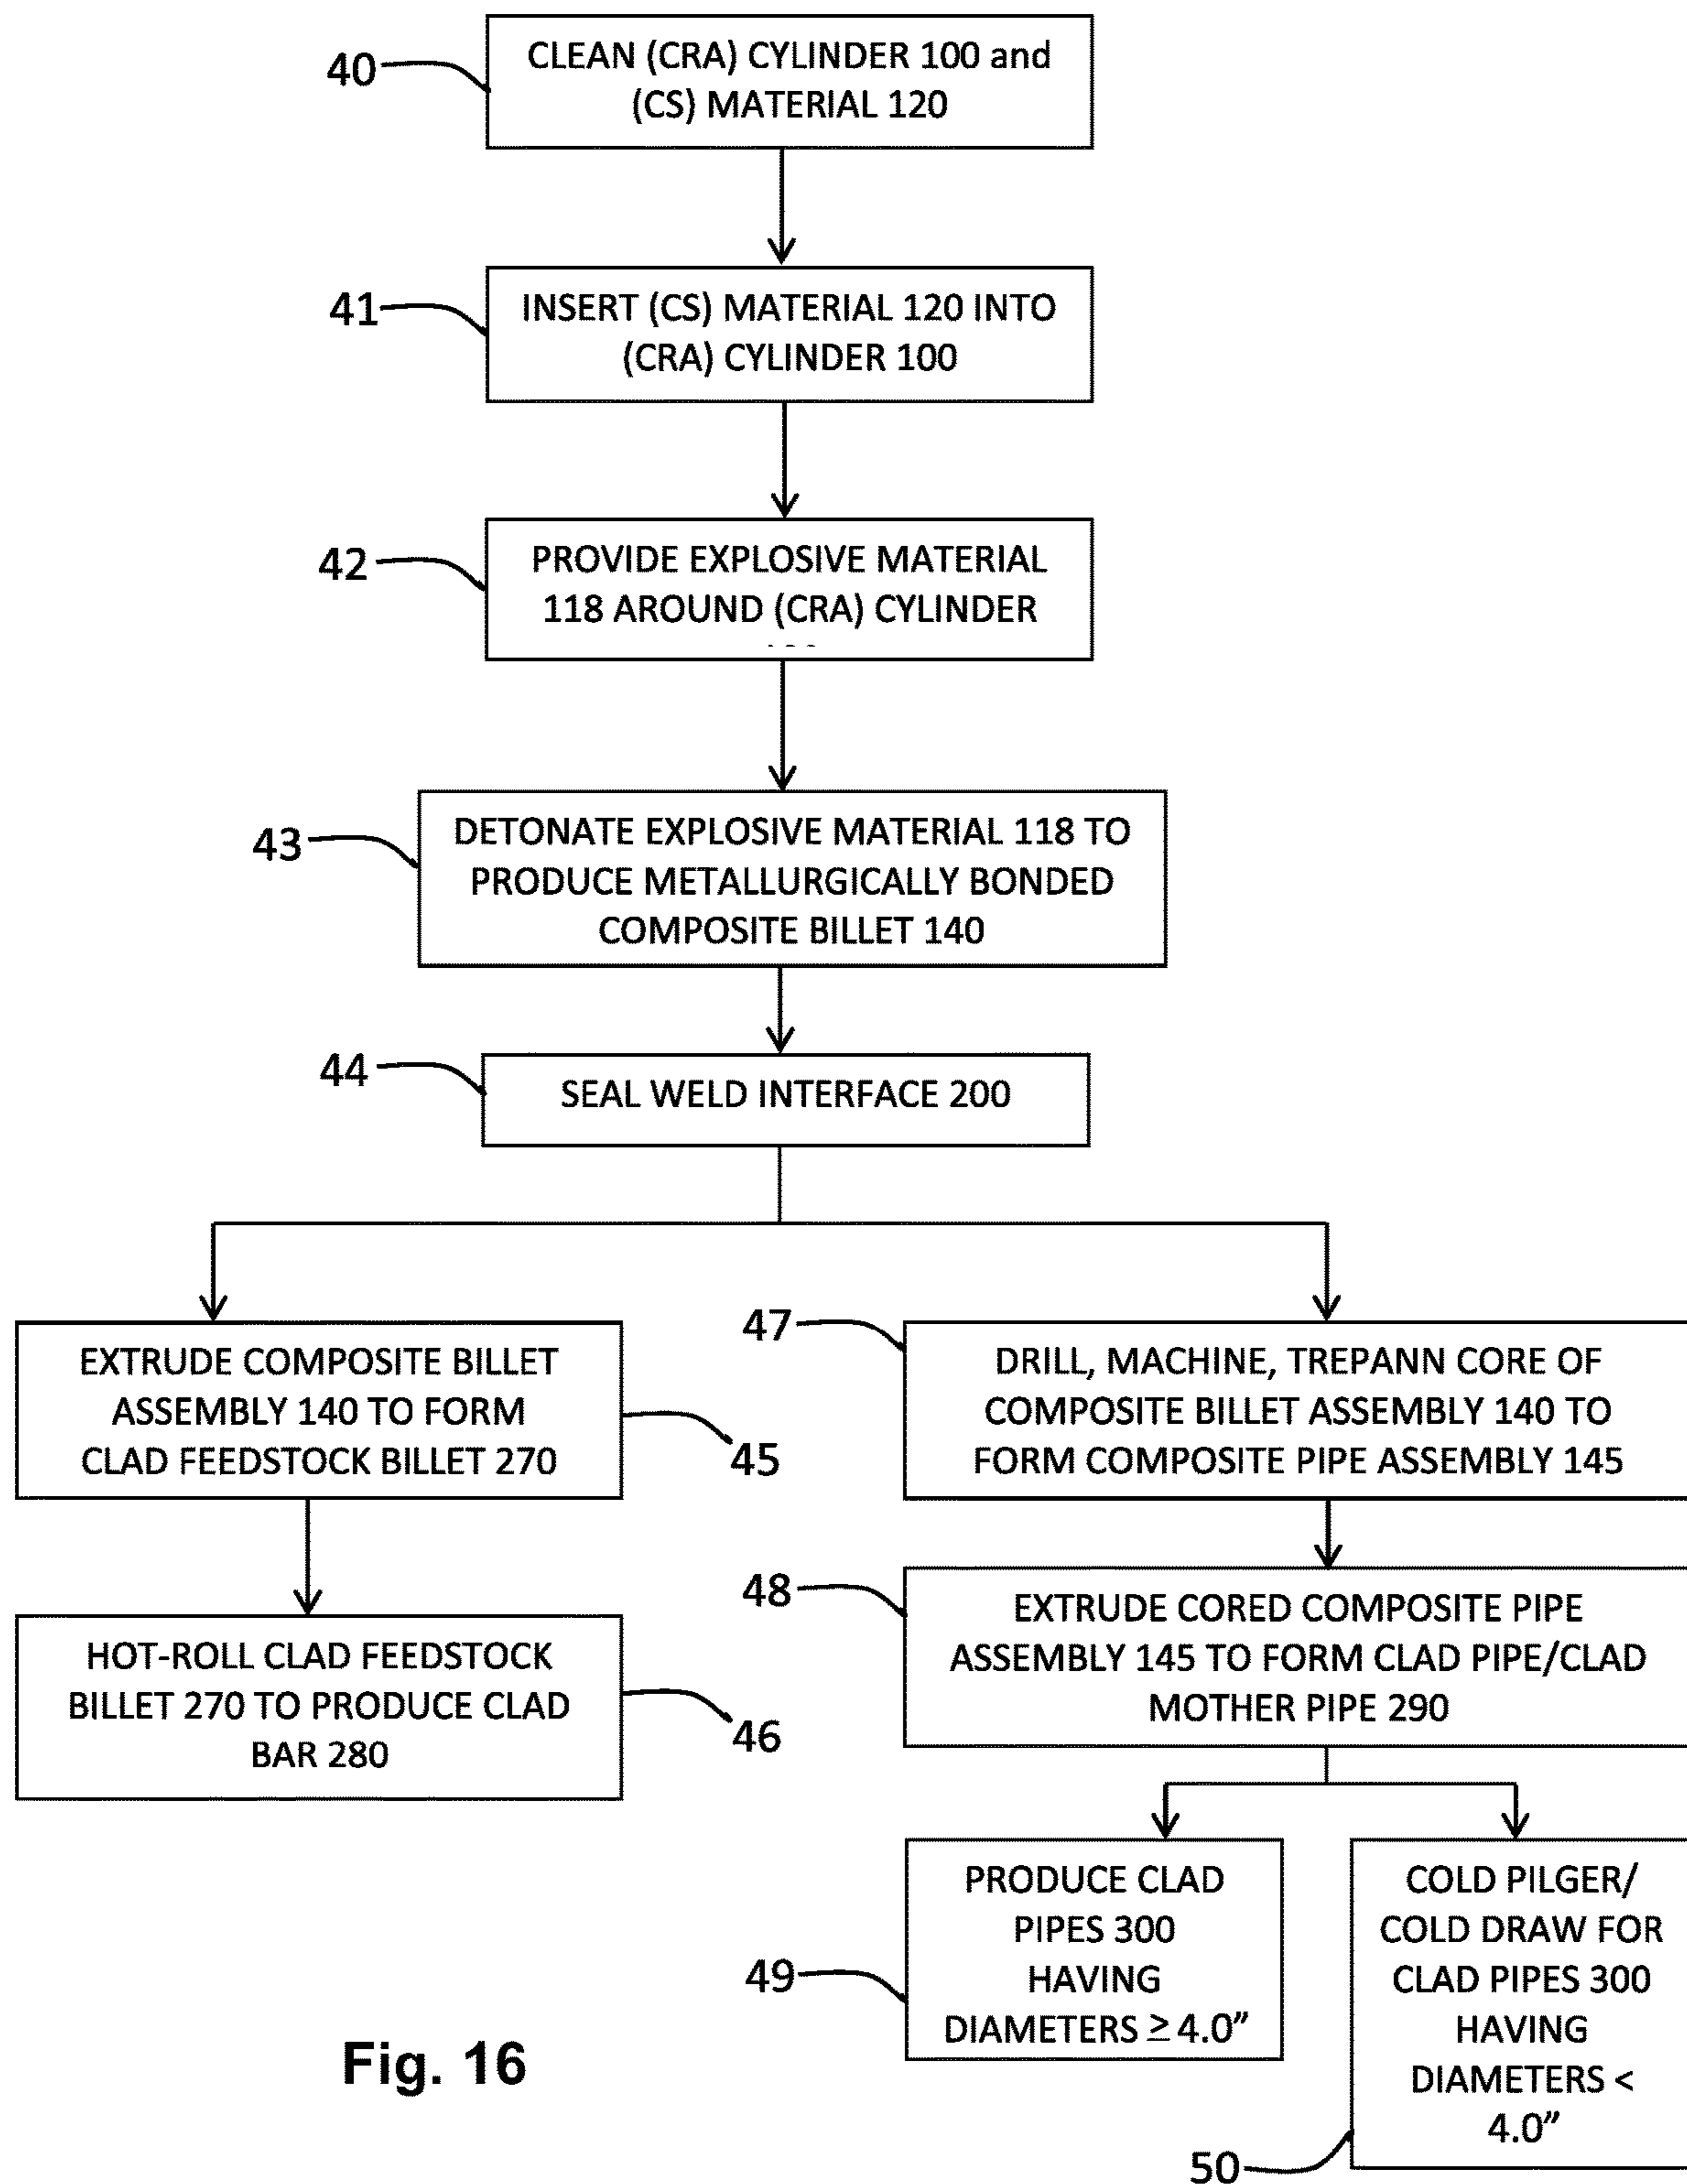 40
CLEAN (CRA) CYLINDER 100 and
(CS) MATERIAL 120
41
INSERT (CS) MATERIAL 120 INTO
(CRA) CYLINDER 100
42
PROVIDE EXPLOSIVE MATERIAL
118 AROUND (CRA) CYLINDER
43
DETONATE EXPLOSIVE MATERIAL 118 TO
PRODUCE METALLURGICALLY BONDED
COMPOSITE BILLET 140
44
SEAL WELD INTERFACE 200
EXTRUDE COMPOSITE BILLET
ASSEMBLY 140 TO FORM
CLAD FEEDSTOCK BILLET 270
45
HOT-ROLL CLAD FEEDSTOCK
BILLET 270 TO PRODUCE CLAD
BAR 280
46
47
DRILL, MACHINE, TREPANN CORE OF
COMPOSITE BILLET ASSEMBLY 140 TO
FORM COMPOSITE PIPE ASSEMBLY 145
48
EXTRUDE CORED COMPOSITE PIPE
ASSEMBLY 145 TO FORM CLAD PIPE/CLAD
MOTHER PIPE 290
49
PRODUCE CLAD
PIPES 300
HAVING
DIAMETERS ≥ 4.0”
COLD PILGER/
COLD DRAW FOR
CLAD PIPES 300
HAVING
DIAMETERS <
4.0”
50
Fig. 16